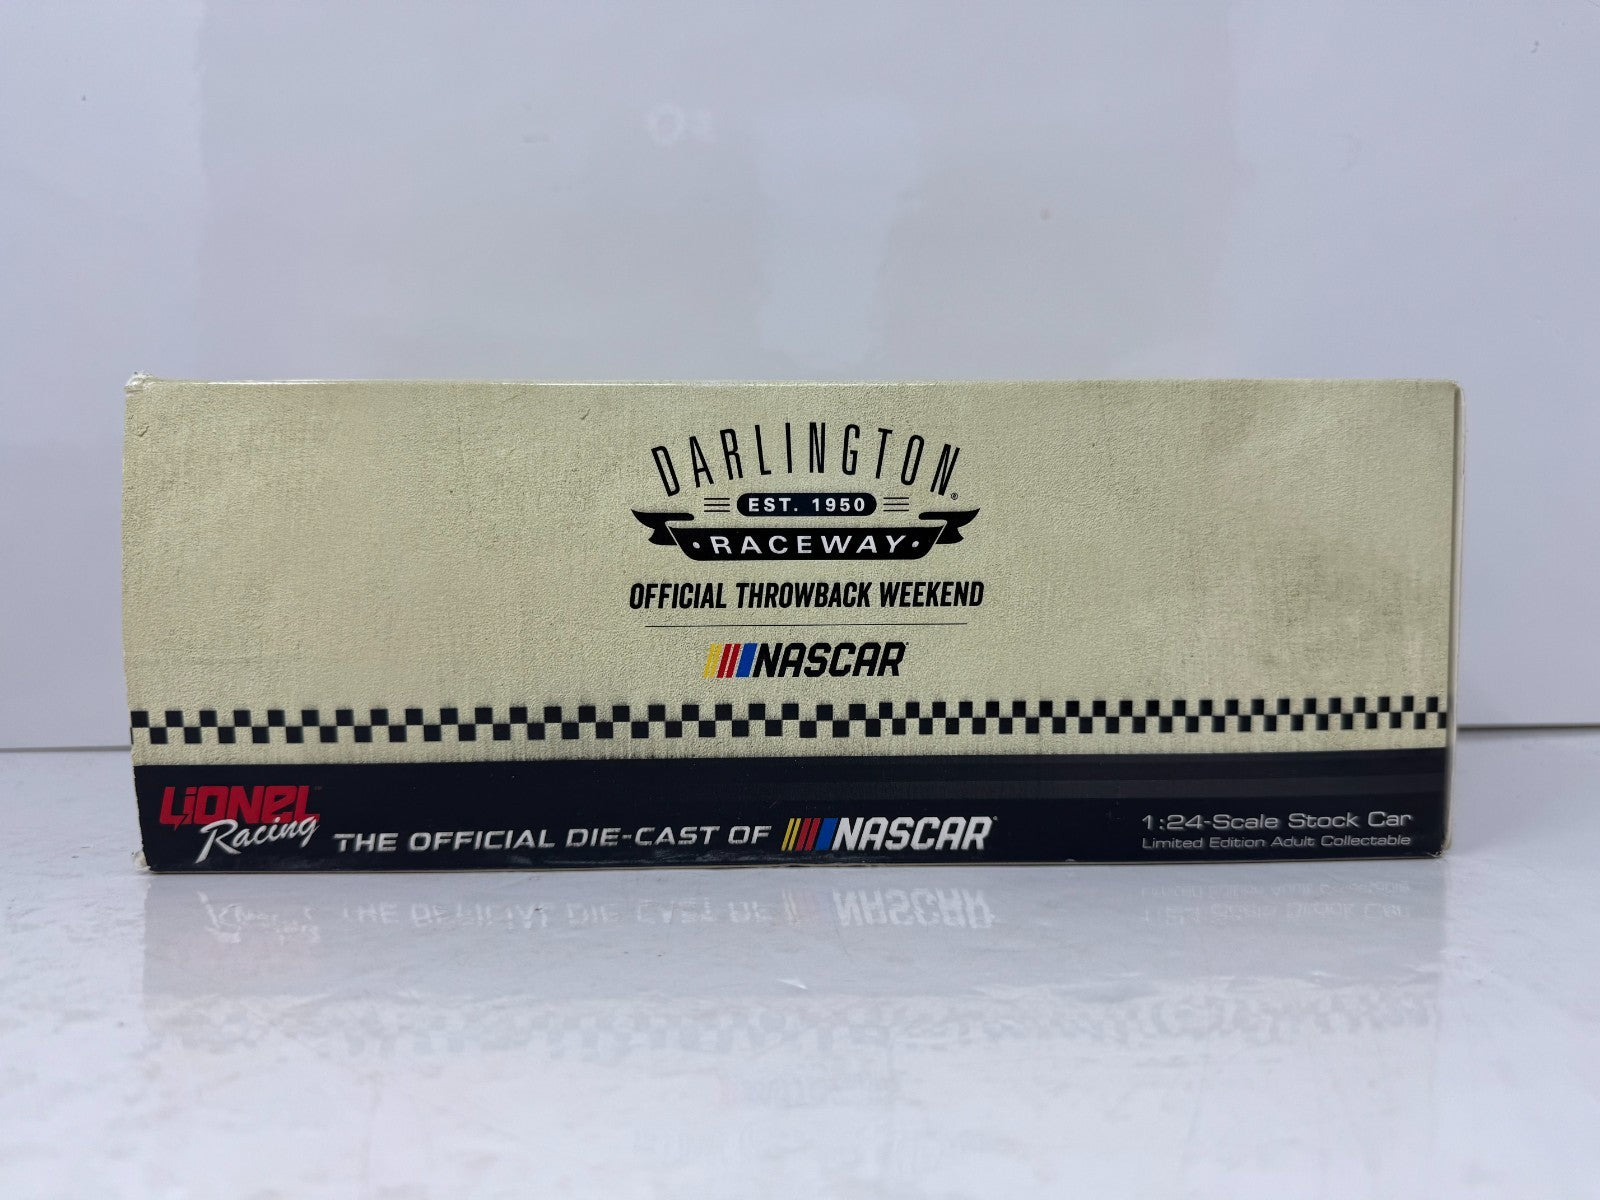 DARLINGTON®
EST. 1950
• RACEWAY •
OFFICIAL THROWBACK WEEKEND
NASCAR
LIONEL Racing
THE OFFICIAL DIE-CAST OF NASCAR
1:24-Scale Stock Car
Limited Edition Adult Collectable